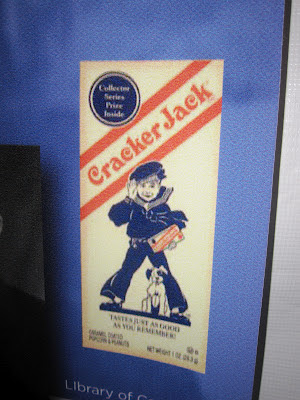 Collector
Series
Prize
Inside
Cracker Jack
"TASTES JUST AS GOOD
AS YOU REMEMBER!"
CARAMEL COATED
POPCORN & PEANUTS
NET WEIGHT 1 OZ. (28.3 g)
Library of C